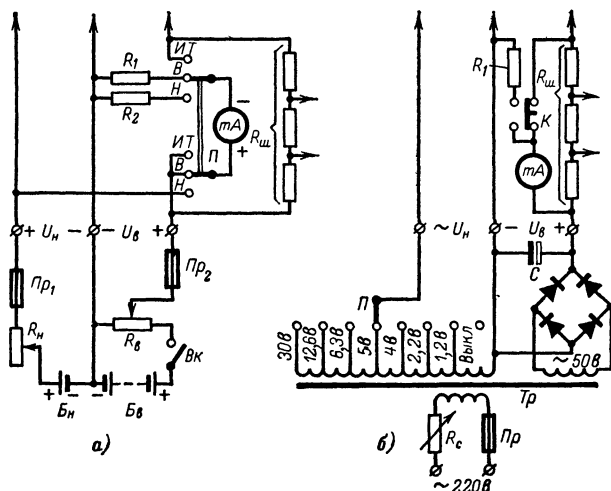 ИТ
R₁
В
Н
R₂
−
mA
+
Rш
ИТ
В
П
Н
+ Uн −
− Uв +
Пр₁
Пр₂
Rн
Rв
Вк
+ −
Бн
− +
Бв
а)
R₁
Rш
К
mA
~ Uн
− Uв +
С
П
30в
12,6в
6,3в
5в
4в
2,2в
1,2в
Выкл
~ 50в
Тр
Rс
Пр
~220в
б)